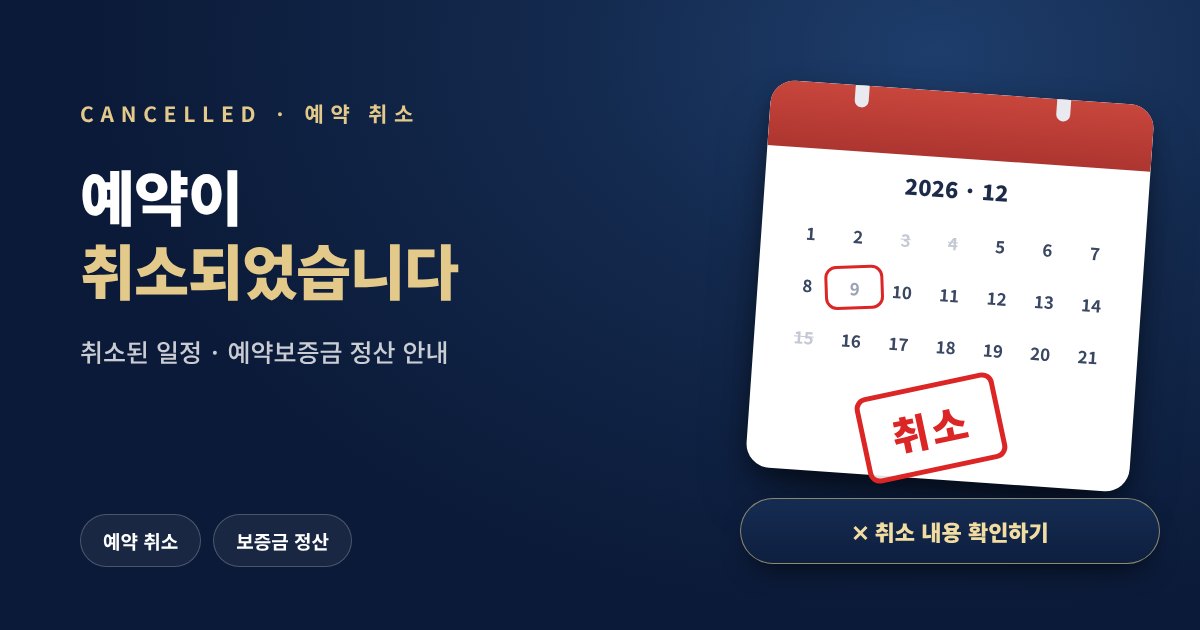 CANCELLED · 예약 취소
예약이
취소되었습니다
취소된 일정 · 예약보증금 정산 안내
예약 취소
보증금 정산
2026 · 12
1 2 3 4 5 6 7
8 9 10 11 12 13 14
15 16 17 18 19 20 21
취소
× 취소 내용 확인하기